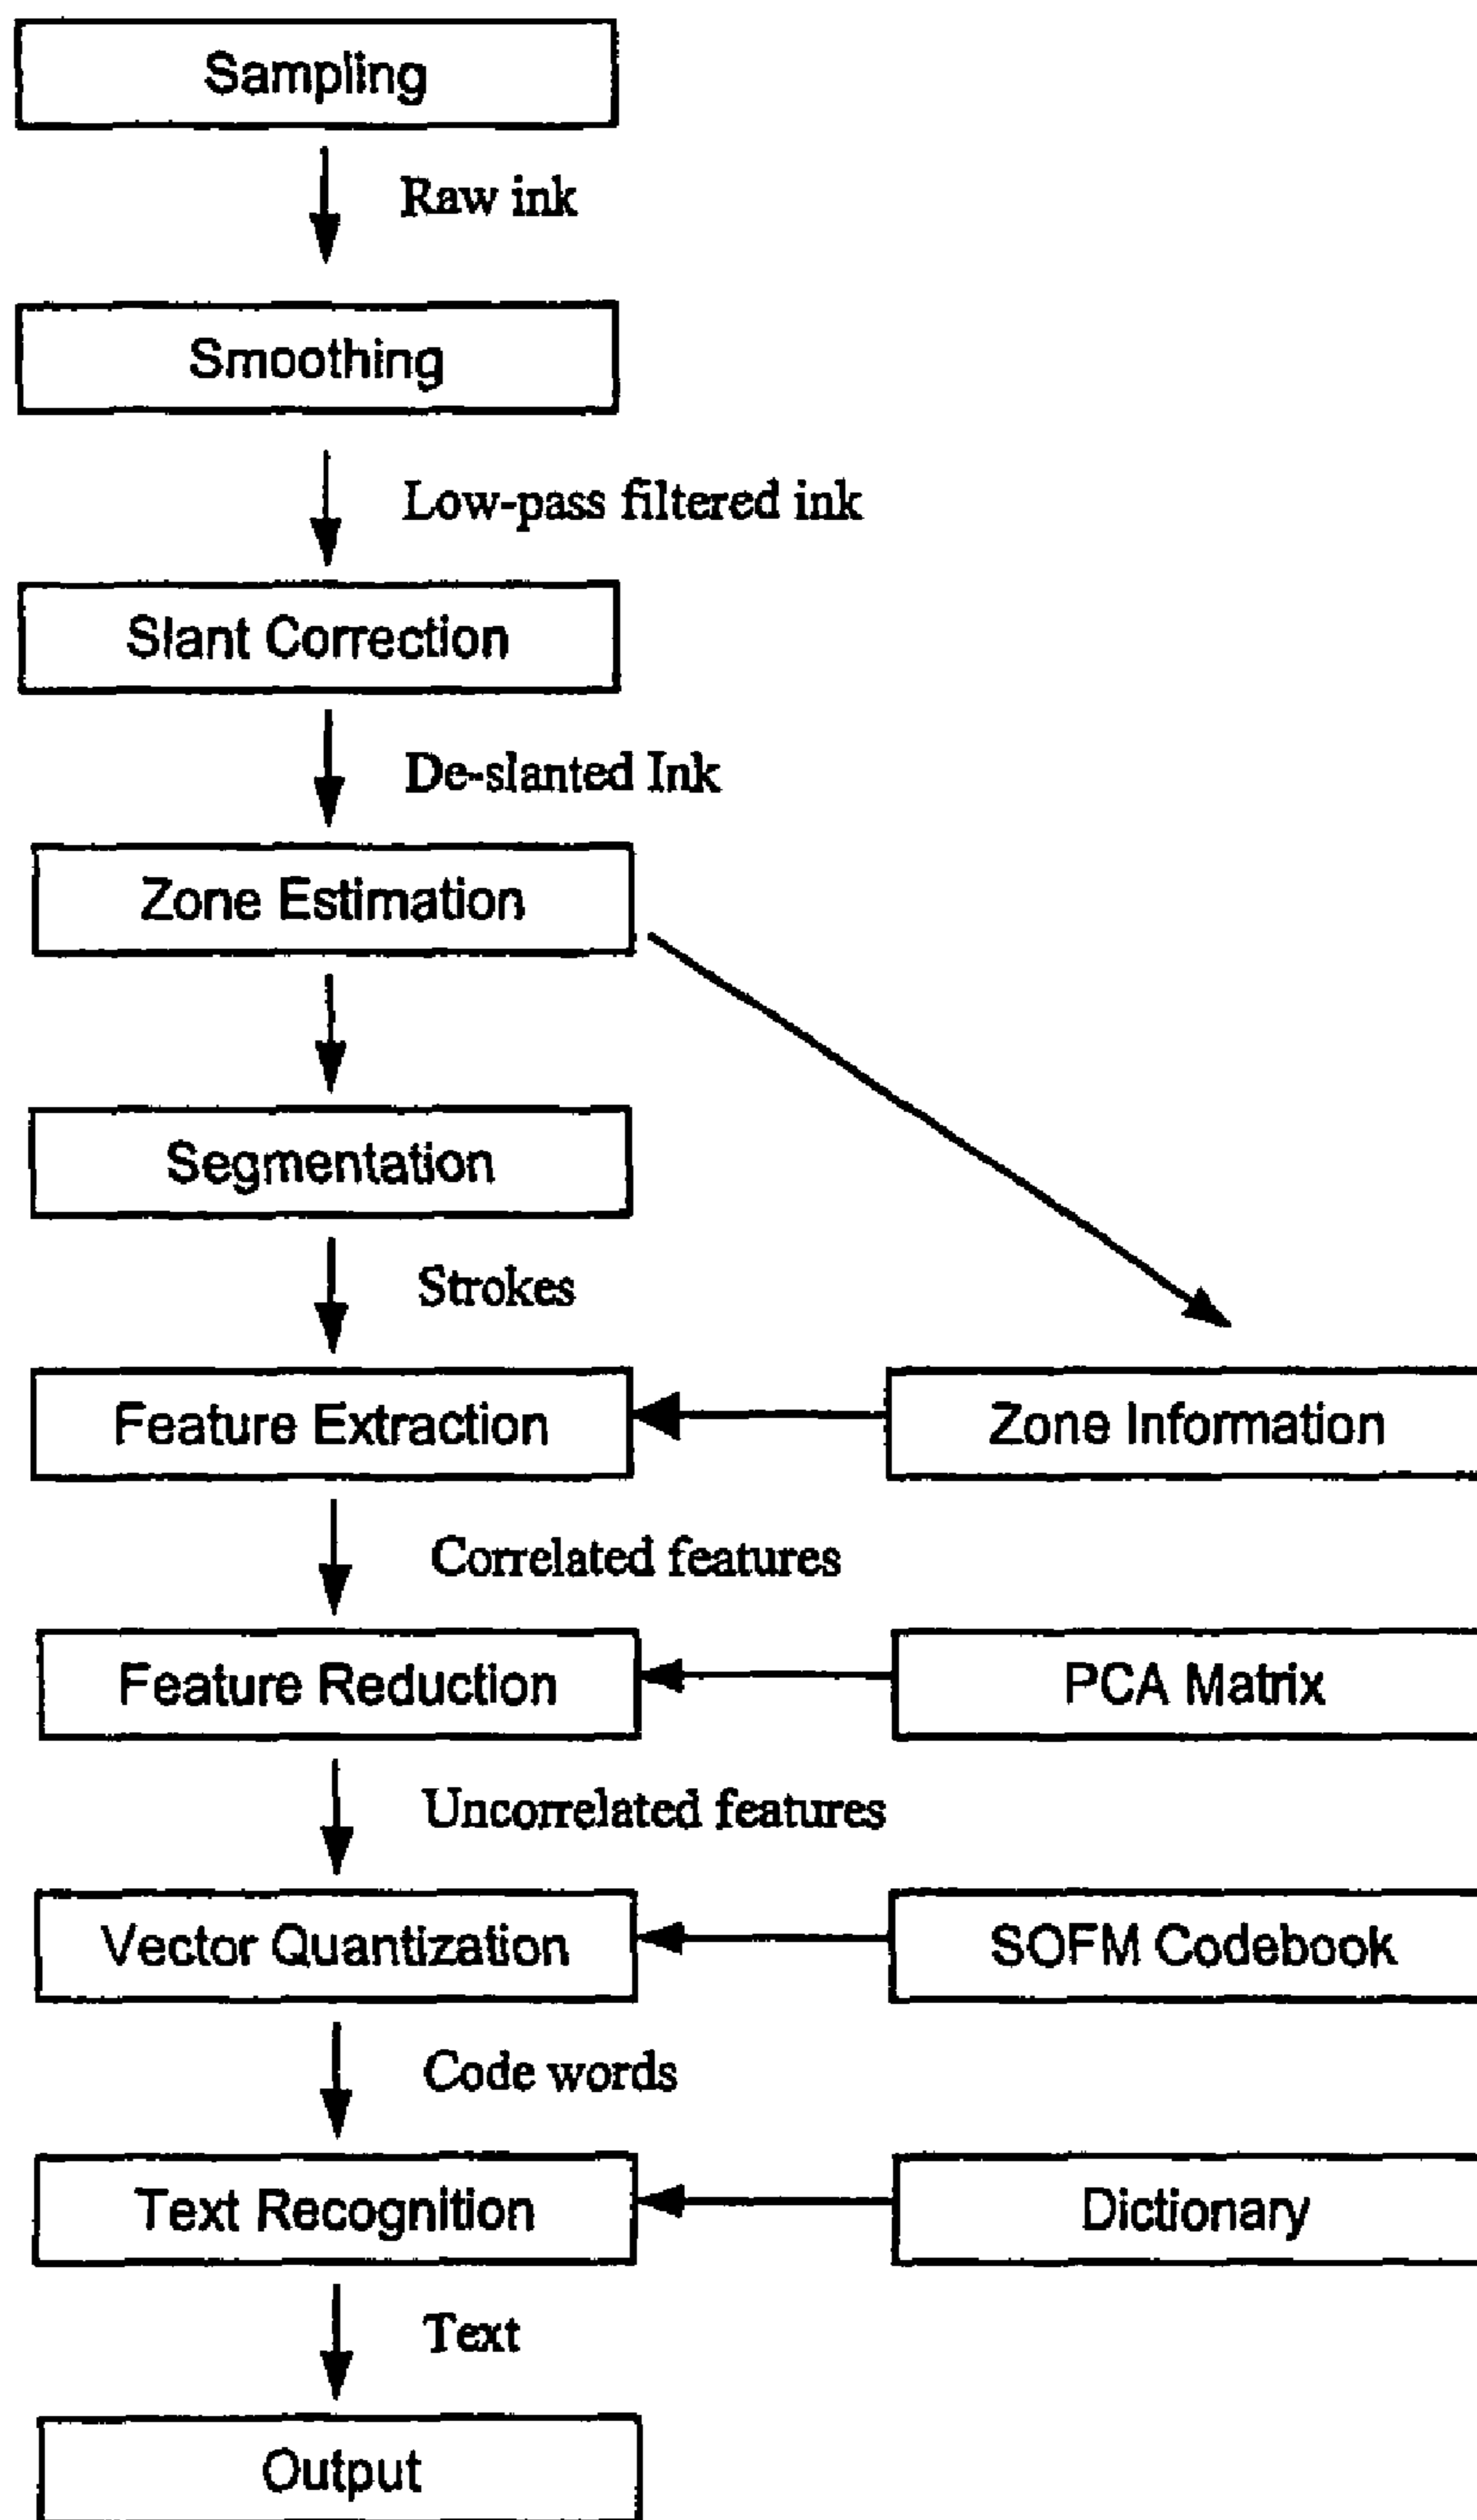 Sampling
Raw ink
Smoothing
Low-pass filtered ink
Slant Correction
De-slanted Ink
Zone Estimation
Segmentation
Strokes
Feature Extraction
Zone Information
Correlated features
Feature Reduction
PCA Matrix
Uncorrelated features
Vector Quantization
SOFM Codebook
Code words
Text Recognition
Dictionary
Text
Output